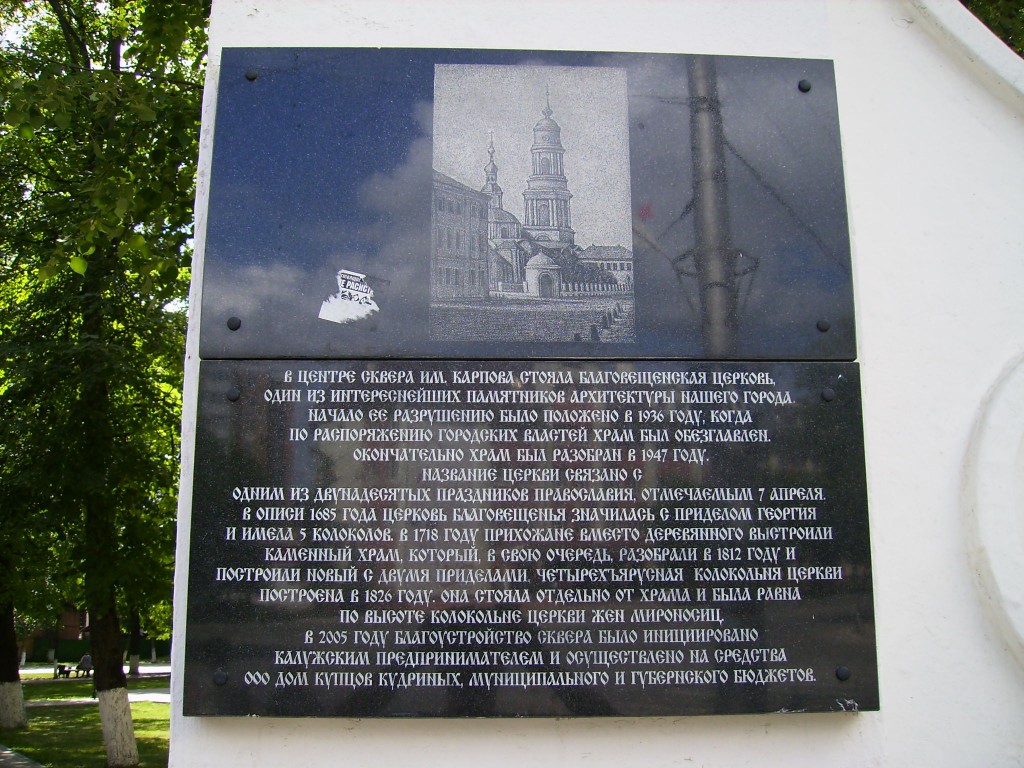 Е РАСИСТ
В ЦЕНТРЕ СКВЕРА ИМ. КАРПОВА СТОЯЛА БЛАГОВЕЩЕНСКАЯ ЦЕРКОВЬ,
ОДИН ИЗ ИНТЕРЕСНЕЙШИХ ПАМЯТНИКОВ АРХИТЕКТУРЫ НАШЕГО ГОРОДА.
НАЧАЛО ЕЕ РАЗРУШЕНИЮ БЫЛО ПОЛОЖЕНО В 1936 ГОДУ, КОГДА
ПО РАСПОРЯЖЕНИЮ ГОРОДСКИХ ВЛАСТЕЙ ХРАМ БЫЛ ОБЕЗГЛАВЛЕН.
ОКОНЧАТЕЛЬНО ХРАМ БЫЛ РАЗОБРАН В 1947 ГОДУ.
НАЗВАНИЕ ЦЕРКВИ СВЯЗАНО С
ОДНИМ ИЗ ДВУНАДЕСЯТЫХ ПРАЗДНИКОВ ПРАВОСЛАВИЯ, ОТМЕЧАЕМЫМ 7 АПРЕЛЯ.
В ОПИСИ 1685 ГОДА ЦЕРКОВЬ БЛАГОВЕЩЕНЬЯ ЗНАЧИЛАСЬ С ПРИДЕЛОМ ГЕОРГИЯ
И ИМЕЛА 5 КОЛОКОЛОВ. В 1718 ГОДУ ПРИХОЖАНЕ ВМЕСТО ДЕРЕВЯННОГО ВЫСТРОИЛИ
КАМЕННЫЙ ХРАМ, КОТОРЫЙ, В СВОЮ ОЧЕРЕДЬ, РАЗОБРАЛИ В 1812 ГОДУ И
ПОСТРОИЛИ НОВЫЙ С ДВУМЯ ПРИДЕЛАМИ. ЧЕТЫРЕХЪЯРУСНАЯ КОЛОКОЛЬНЯ ЦЕРКВИ
ПОСТРОЕНА В 1826 ГОДУ. ОНА СТОЯЛА ОТДЕЛЬНО ОТ ХРАМА И БЫЛА РАВНА
ПО ВЫСОТЕ КОЛОКОЛЬНЕ ЦЕРКВИ ЖЕН МИРОНОСИЦ.
В 2005 ГОДУ БЛАГОУСТРОЙСТВО СКВЕРА БЫЛО ИНИЦИИРОВАНО
КАЛУЖСКИМ ПРЕДПРИНИМАТЕЛЕМ И ОСУЩЕСТВЛЕНО НА СРЕДСТВА
ООО ДОМ КУПЦОВ КУДРИНЫХ, МУНИЦИПАЛЬНОГО И ГУБЕРНСКОГО БЮДЖЕТОВ.